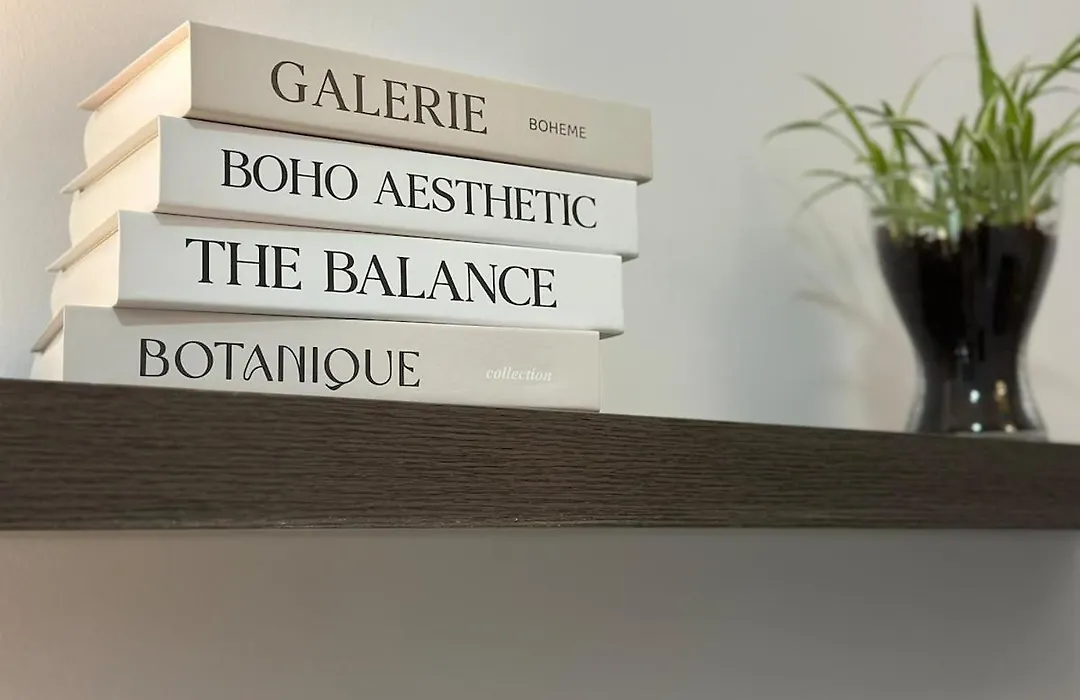 GALERIE BOHEME
BOHO AESTHETIC
THE BALANCE
BOTANIQUE collection